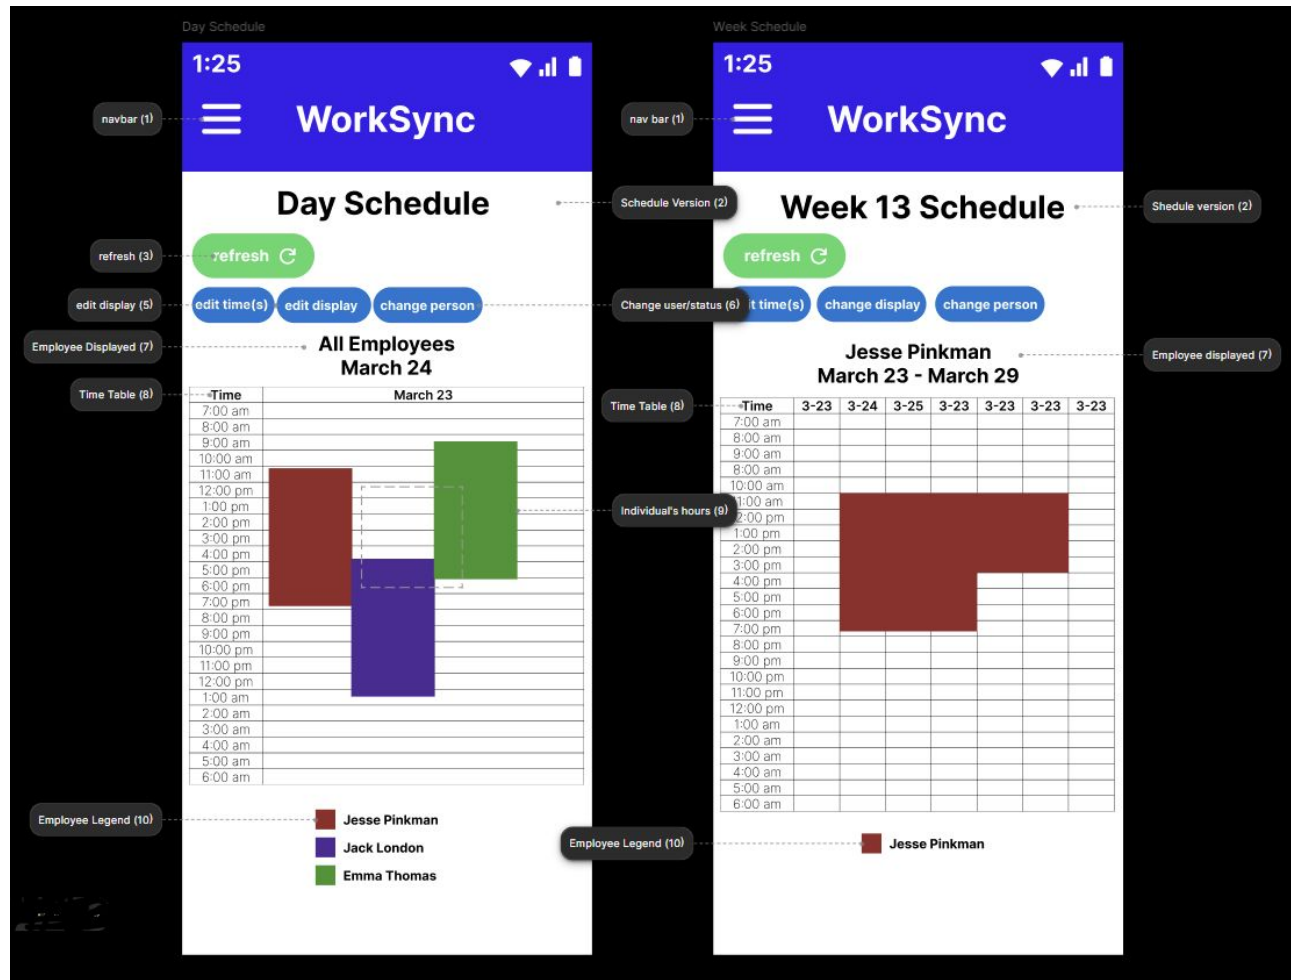 Day Schedule
1:25
navbar (1)
WorkSync
Day Schedule
Schedule Version (2)
refresh (3)
refresh
edit display (5)
edit time(s)
edit display
change person
Change user/status (6)
Employee Displayed (7)
All Employees
March 24
Time Table (8)
Time March 23
7:00 am
8:00 am
9:00 am
10:00 am
11:00 am
12:00 pm
1:00 pm
2:00 pm
3:00 pm
4:00 pm
5:00 pm
6:00 pm
7:00 pm
8:00 pm
9:00 pm
10:00 pm
11:00 pm
12:00 pm
1:00 am
2:00 am
3:00 am
4:00 am
5:00 am
6:00 am
Individual's hours (9)
Employee Legend (10)
Jesse Pinkman
Jack London
Emma Thomas
Week Schedule
1:25
nav bar (1)
WorkSync
Week 13 Schedule
Shedule version (2)
refresh
time(s)
change display
change person
Jesse Pinkman
March 23 - March 29
Employee displayed (7)
Time Table (8)
Time 3-23 3-24 3-25 3-23 3-23 3-23 3-23
7:00 am
8:00 am
9:00 am
8:00 am
10:00 am
1:00 am
2:00 pm
1:00 pm
2:00 pm
3:00 pm
4:00 pm
5:00 pm
6:00 pm
7:00 pm
8:00 pm
9:00 pm
10:00 pm
11:00 pm
12:00 pm
1:00 am
2:00 am
3:00 am
4:00 am
5:00 am
6:00 am
Employee Legend (10)
Jesse Pinkman